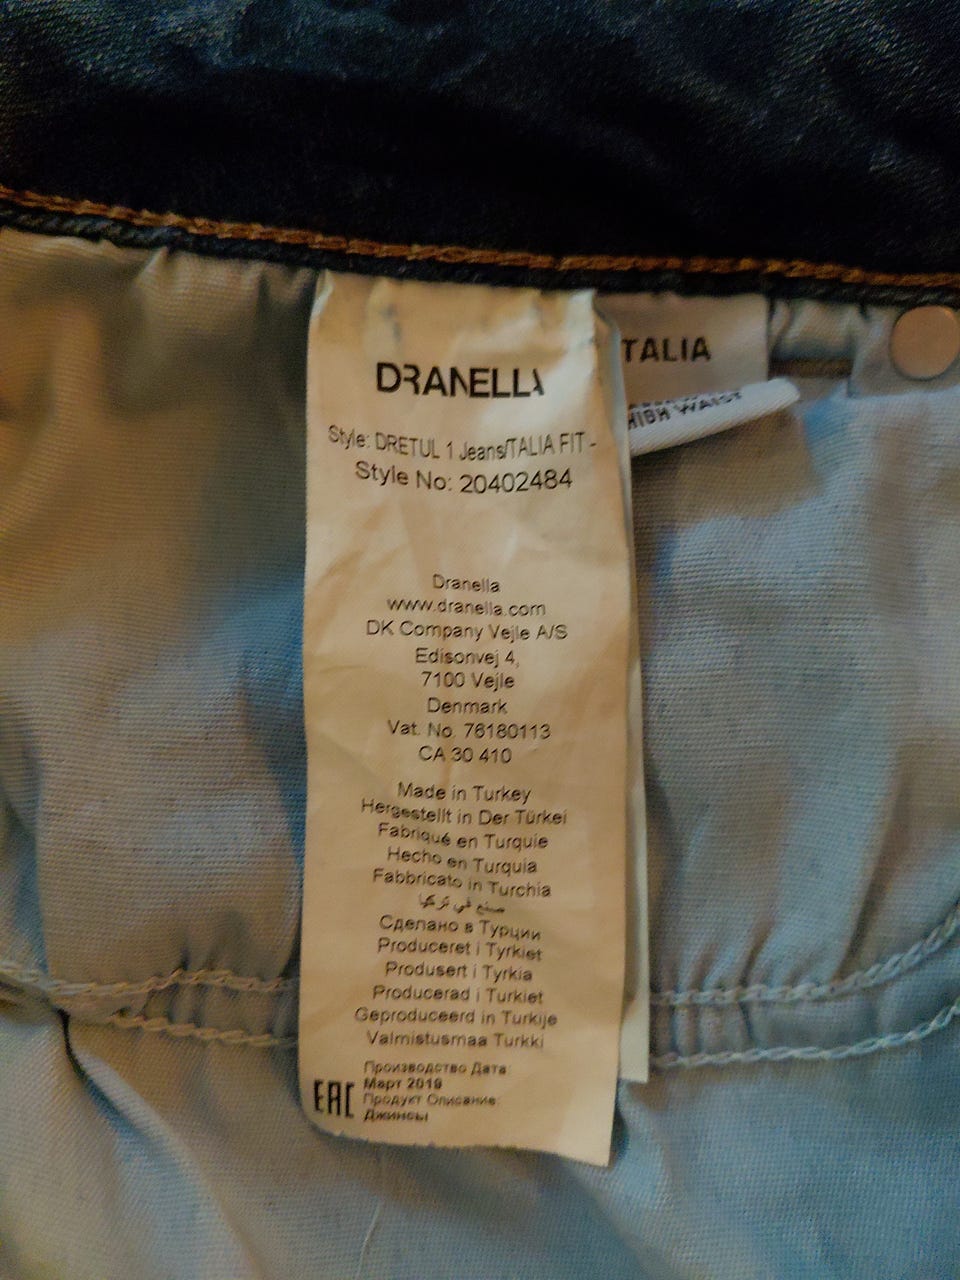 DRANELLA
Style: DRETUL 1 Jeans/TALIA FIT -
Style No: 20402484
Dranella
www.dranella.com
DK Company Vejle A/S
Edisonvej 4,
7100 Vejle
Denmark
Vat. No. 76180113
CA 30 410
Made in Turkey
Hergestellt in Der Türkei
Fabriqué en Turquie
Hecho en Turquia
Fabbricato in Turchia
صنع في تركيا
Сделано в Турции
Produceret i Tyrkiet
Produsert i Tyrkia
Producerad i Turkiet
Geproduceerd in Turkije
Valmistusmaa Turkki
Производство Дата:
Март 2019
Продукт Описание:
Джинсы
EAC
TALIA
HIGH WAIST